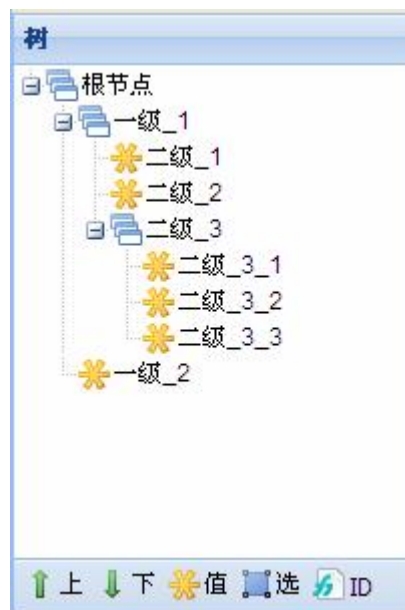 树
根节点
一级_1
二级_1
二级_2
二级_3
二级_3_1
二级_3_2
二级_3_3
一级_2
上 下 值 选 ID